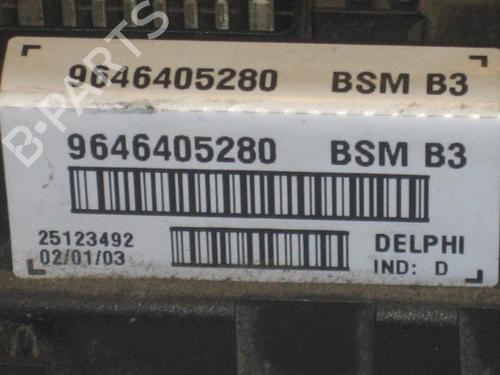 9646405280 BSM B3
9646405280 BSM B3
25123492 DELPHI
02/01/03 IND: D
B-PARTS